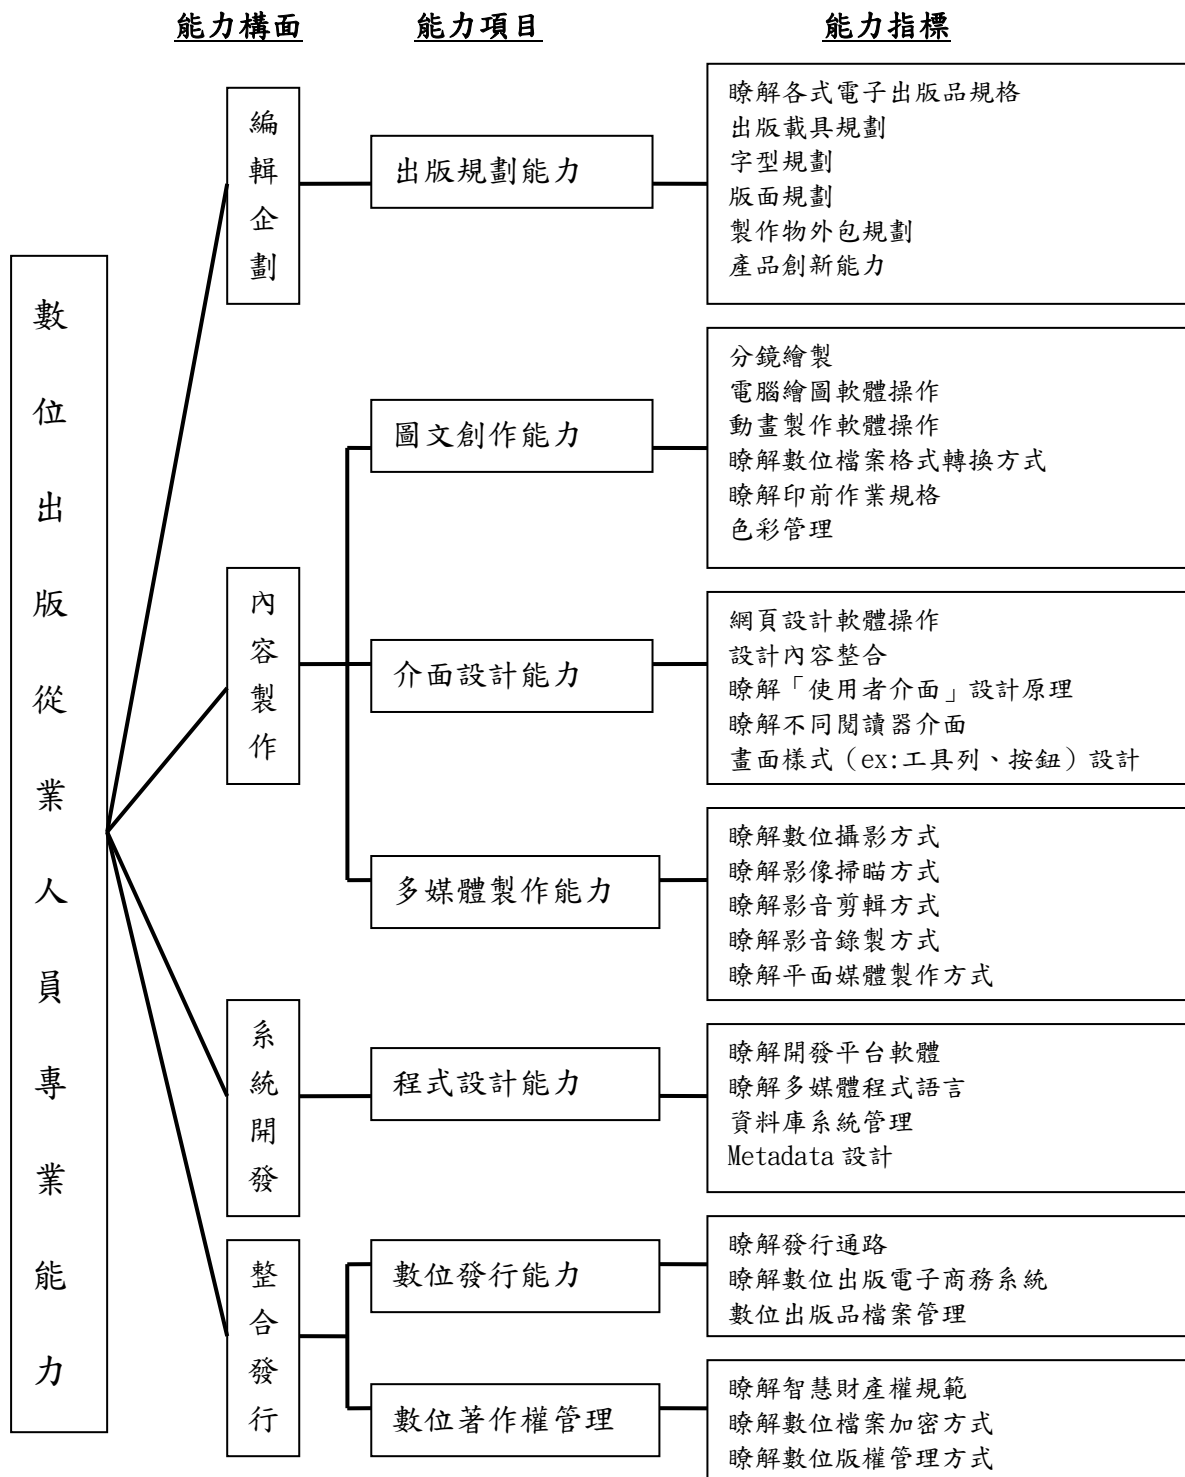 能力構面 能力項目 能力指標
數位出版從業人員專業能力
編輯企劃
出版規劃能力
瞭解各式電子出版品規格
出版載具規劃
字型規劃
版面規劃
製作物外包規劃
產品創新能力
內容製作
圖文創作能力
分鏡繪製
電腦繪圖軟體操作
動畫製作軟體操作
瞭解數位檔案格式轉換方式
瞭解印前作業規格
色彩管理
介面設計能力
網頁設計軟體操作
設計內容整合
瞭解「使用者介面」設計原理
瞭解不同閱讀器介面
畫面樣式（ex:工具列、按鈕）設計
多媒體製作能力
瞭解數位攝影方式
瞭解影像掃瞄方式
瞭解影音剪輯方式
瞭解影音錄製方式
瞭解平面媒體製作方式
系統開發
程式設計能力
瞭解開發平台軟體
瞭解多媒體程式語言
資料庫系統管理
Metadata 設計
整合發行
數位發行能力
瞭解發行通路
瞭解數位出版電子商務系統
數位出版品檔案管理
數位著作權管理
瞭解智慧財產權規範
瞭解數位檔案加密方式
瞭解數位版權管理方式